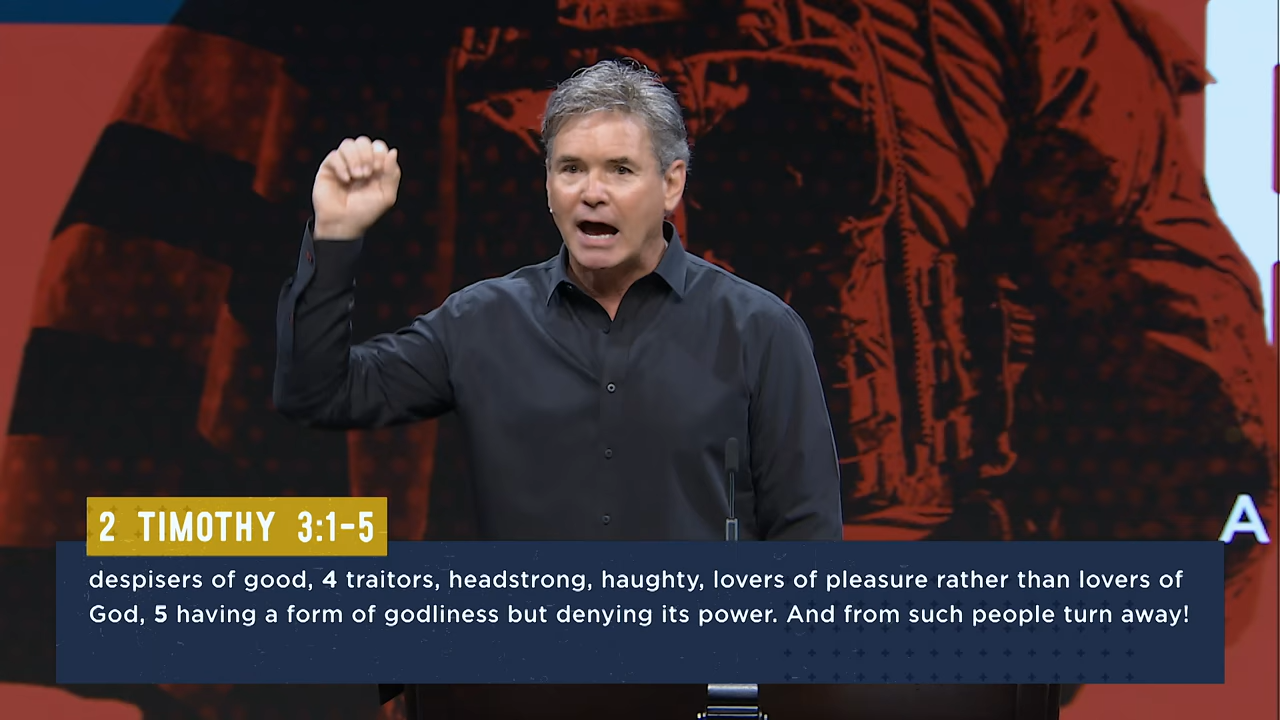 A
2 TIMOTHY 3:1-5
despisers of good, 4 traitors, headstrong, haughty, lovers of pleasure rather than lovers of
God, 5 having a form of godliness but denying its power. And from such people turn away!